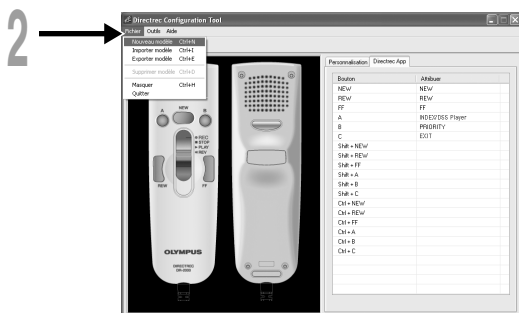 2
Directrec Configuration Tool
Fichier Outils Aide
Nouveau modèle Ctrl+N
Importer modèle Ctrl+I
Exporter modèle Ctrl+E
Supprimer modèle Ctrl+D
Masquer Ctrl+H
Quitter
Personnalisation Directrec App
Bouton Attribuer
NEW NEW
REW REW
FF FF
A INDEX/DSS Player
B PRIORITY
C EXIT
Shift + NEW
Shift + REW
Shift + FF
Shift + A
Shift + B
Shift + C
Ctrl + NEW
Ctrl + REW
Ctrl + FF
Ctrl + A
Ctrl + B
Ctrl + C
A NEW B
REC
STOP
PLAY
REV
REW FF
OLYMPUS
DIRECTREC